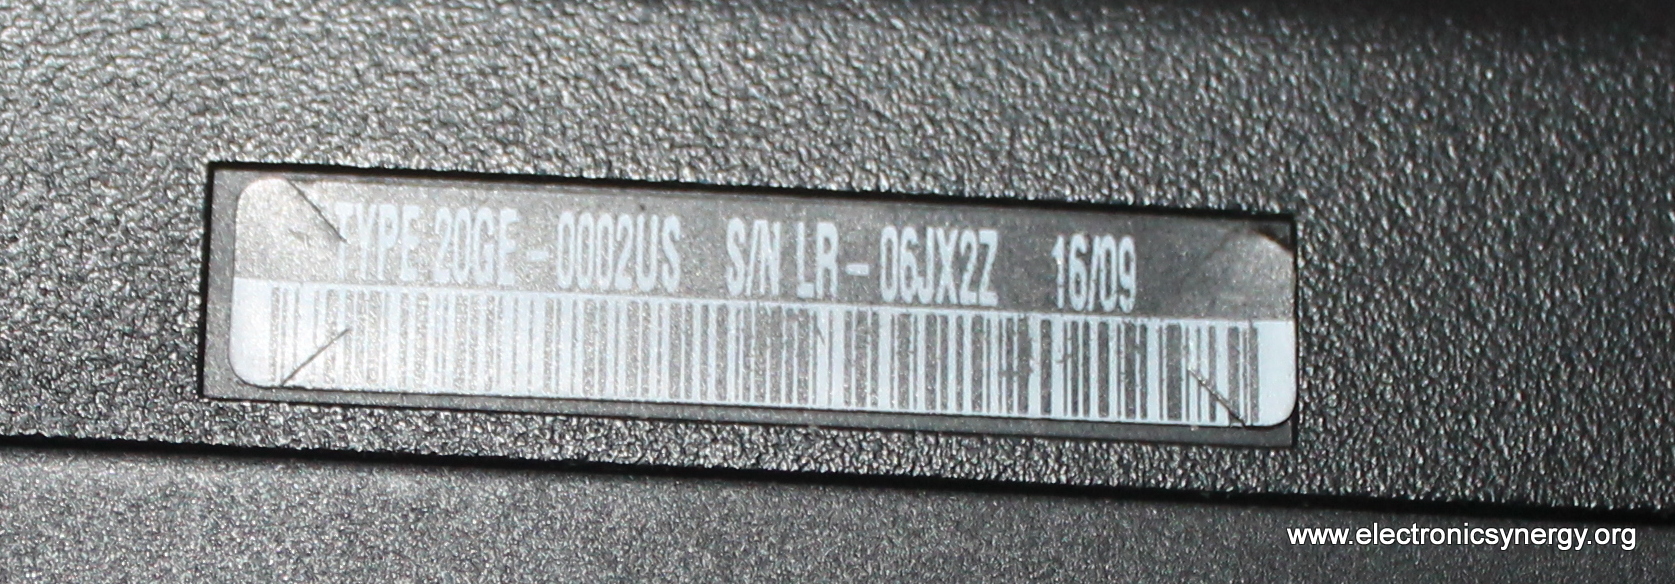 TYPE 20GE-0002US S/N LR-06JX2Z 16/09
www.electronicsynergy.org